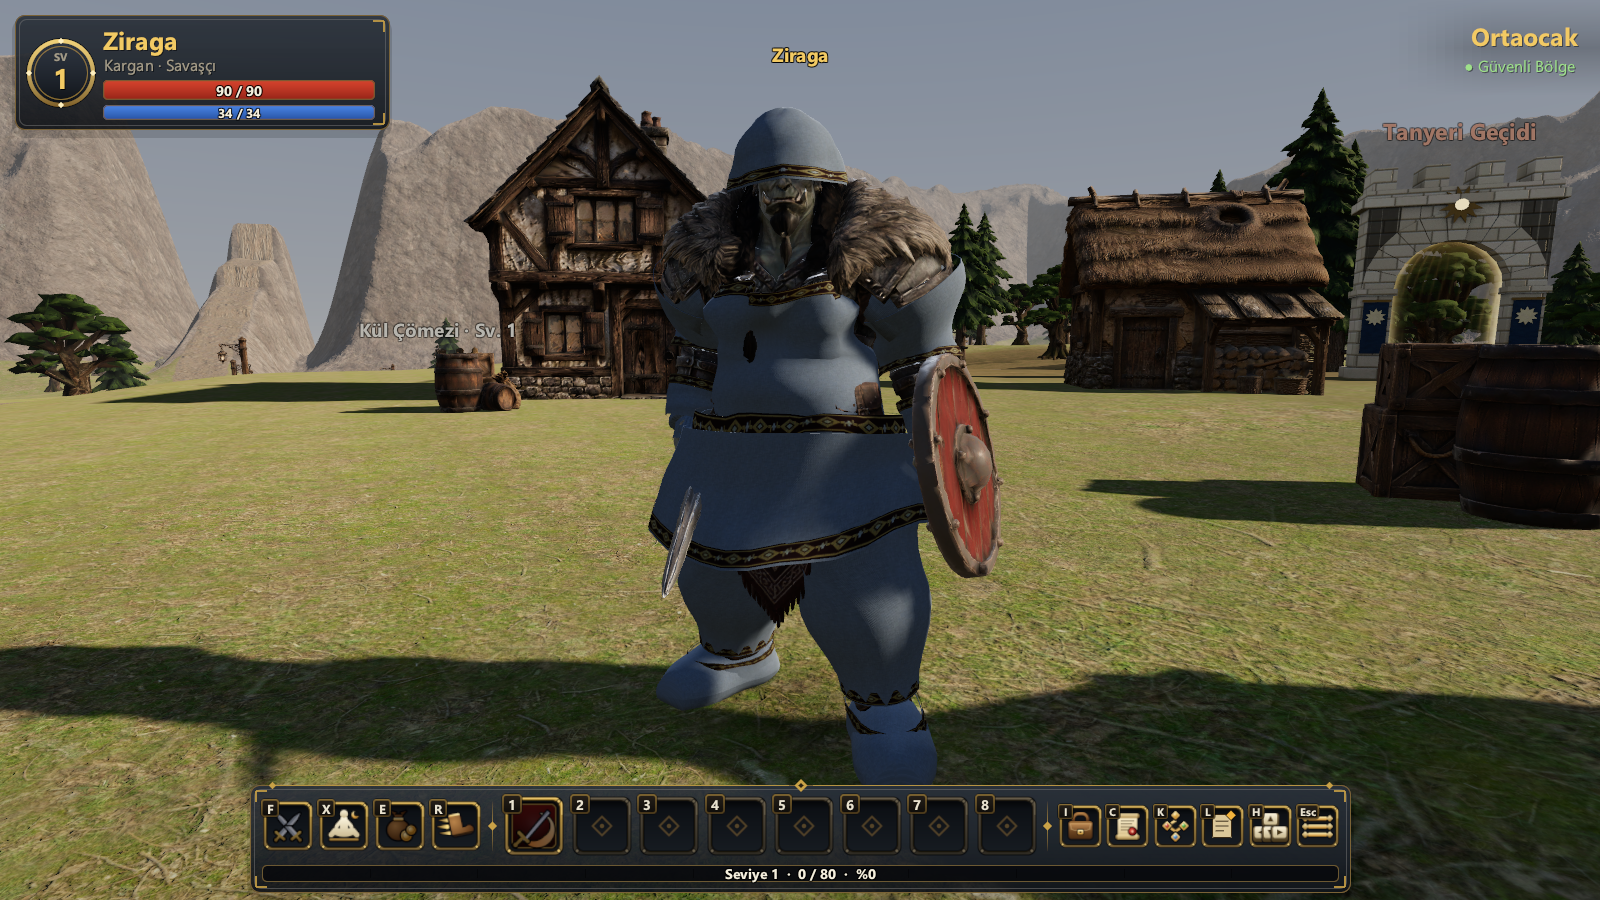 Ziraga
SV
1
Kargan · Savaşçı
90 / 90
34 / 34
Ziraga
Ortaocak
Güvenli Bölge
Tanyeri Geçidi
Kül Çömezi · Sv. 1
F X E R 1 2 3 4 5 6 7 8 I C K L H Esc
Seviye 1 · 0 / 80 · %0